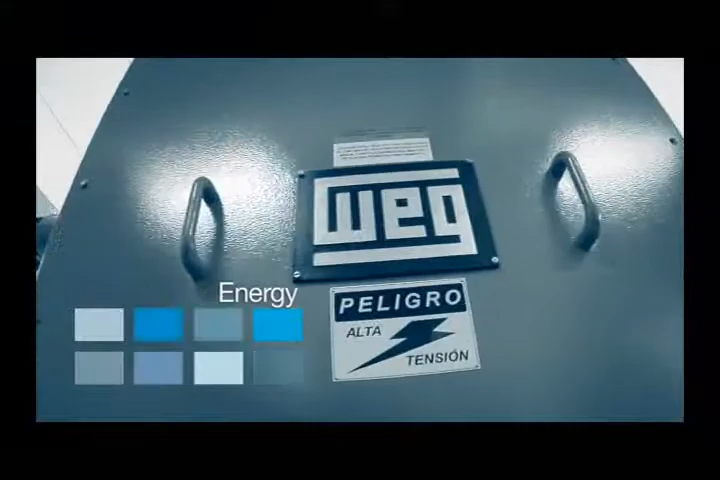 weg
Energy
PELIGRO
ALTA
TENSIÓN